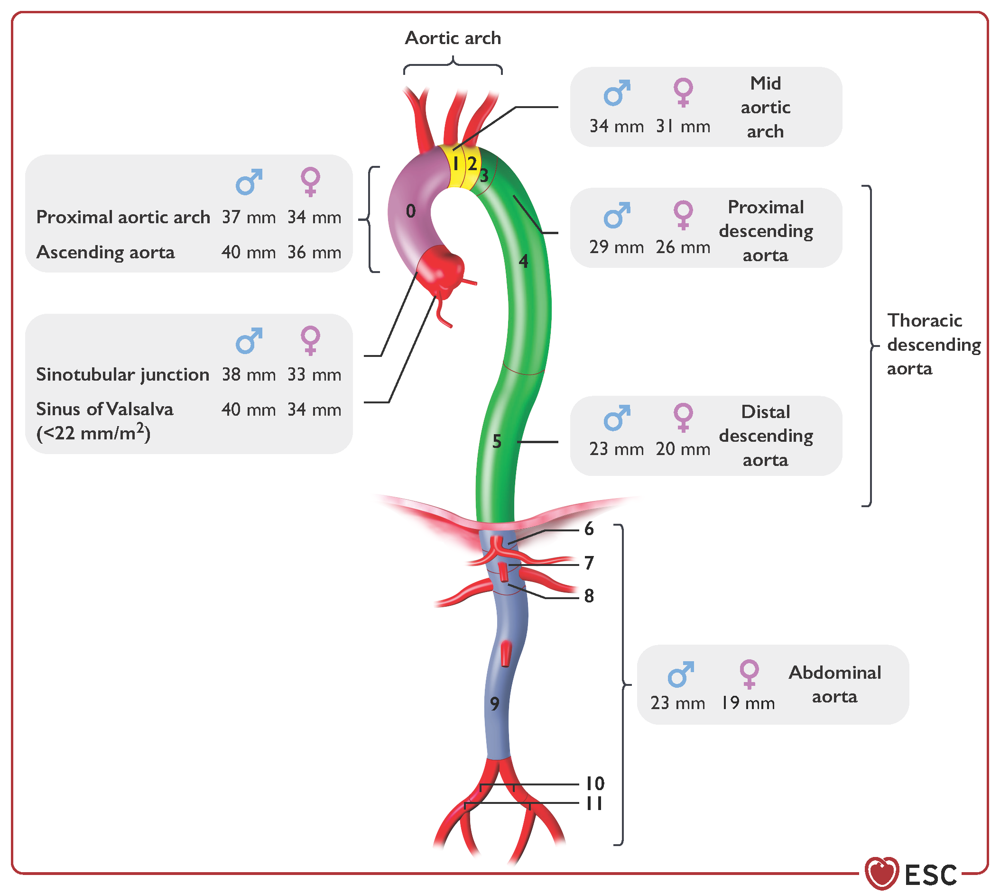 Aortic arch
♂ ♀ Mid
aortic
34 mm 31 mm arch
1 2
3
0
4
5
♂ ♀
Proximal aortic arch 37 mm 34 mm
Ascending aorta 40 mm 36 mm
♂ ♀ Proximal
descending
29 mm 26 mm aorta
♂ ♀
Sinotubular junction 38 mm 33 mm
Sinus of Valsalva 40 mm 34 mm
(<22 mm/m²)
Thoracic
descending
aorta
♂ ♀ Distal
descending
23 mm 20 mm aorta
6
7
8
9
♂ ♀ Abdominal
23 mm 19 mm aorta
10
11
ESC